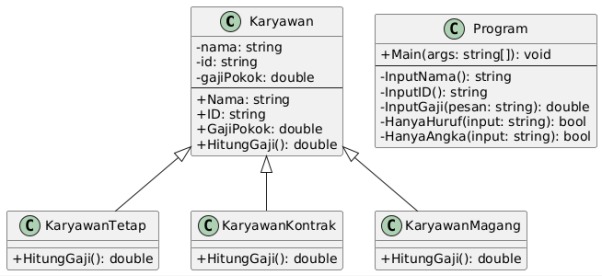 C Karyawan
-nama: string
-id: string
-gajiPokok: double
+Nama: string
+ID: string
+GajiPokok: double
+HitungGaji(): double
C Program
+Main(args: string[]): void
-InputNama(): string
-InputID(): string
-InputGaji(pesan: string): double
-HanyaHuruf(input: string): bool
-HanyaAngka(input: string): bool
C KaryawanTetap
+HitungGaji(): double
C KaryawanKontrak
+HitungGaji(): double
C KaryawanMagang
+HitungGaji(): double